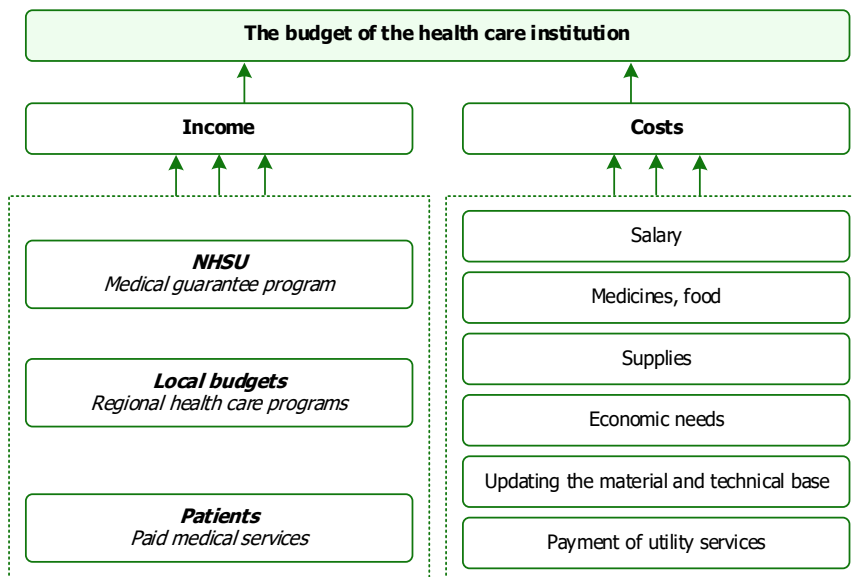 The budget of the health care institution
Income
Costs
NHSU
Medical guarantee program
Local budgets
Regional health care programs
Patients
Paid medical services
Salary
Medicines, food
Supplies
Economic needs
Updating the material and technical base
Payment of utility services